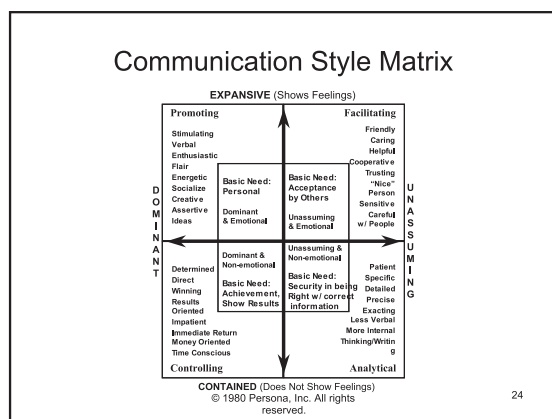 Communication Style Matrix
EXPANSIVE (Shows Feelings)
Promoting
Stimulating
Verbal
Enthusiastic
Flair
Energetic
Socialize
Creative
Assertive
Ideas
Basic Need:
Personal
Dominant
& Emotional
Facilitating
Friendly
Caring
Helpful
Cooperative
Trusting
“Nice”
Person
Sensitive
Careful
w/ People
Basic Need:
Acceptance
by Others
Unassuming
& Emotional
DOMINANT
UNASSUMING
Determined
Direct
Winning
Results
Oriented
Impatient
Immediate Return
Money Oriented
Time Conscious
Controlling
Dominant &
Non-emotional
Basic Need:
Achievement,
Show Results
Unassuming &
Non-emotional
Basic Need:
Security in being
Right w/ correct
information
Patient
Specific
Detailed
Precise
Exacting
Less Verbal
More Internal
Thinking/Writin
g
Analytical
CONTAINED (Does Not Show Feelings)
© 1980 Persona, Inc. All rights
reserved.
24